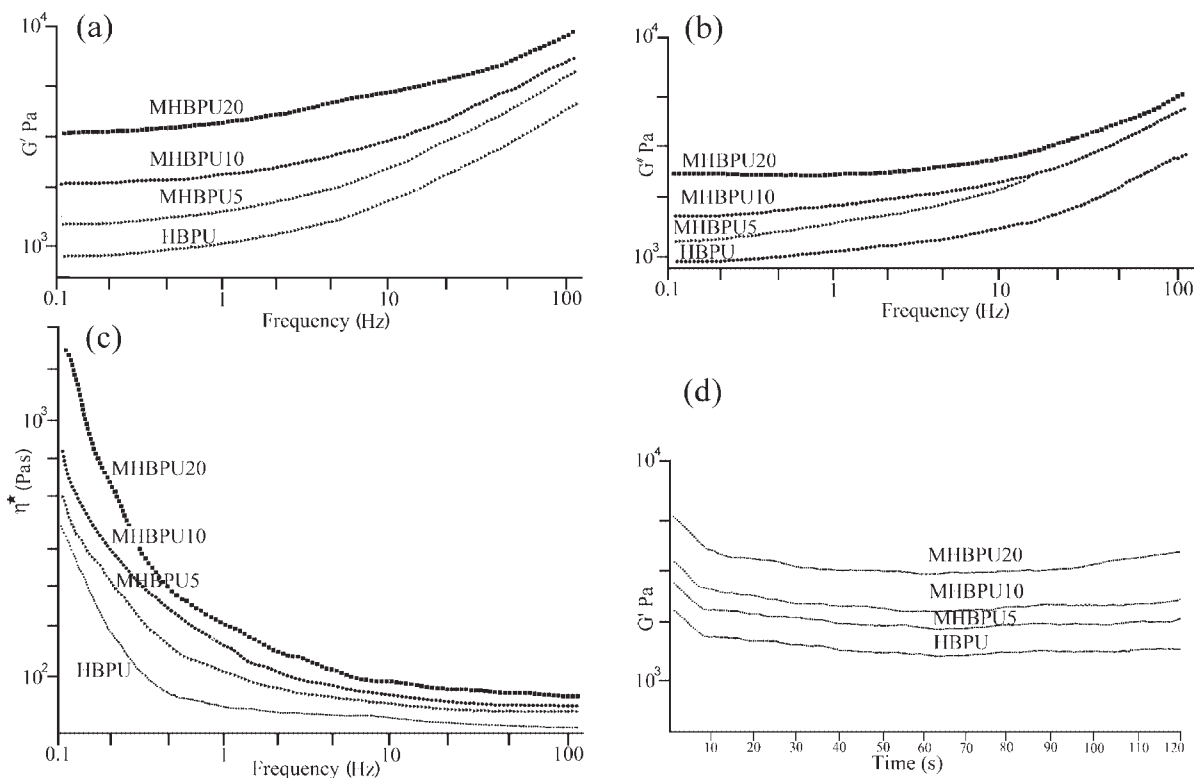 (a)
10⁴
G′ Pa
10³
MHBPU20
MHBPU10
MHBPU5
HBPU
0.1 1 10 100
Frequency (Hz)
(b)
10⁴
G″ Pa
10³
MHBPU20
MHBPU10
MHBPU5
HBPU
0.1 1 10 100
Frequency (Hz)
(c)
10³
η* (Pas)
10²
MHBPU20
MHBPU10
MHBPU5
HBPU
0.1 1 10 100
Frequency (Hz)
(d)
10⁴
G′ Pa
10³
MHBPU20
MHBPU10
MHBPU5
HBPU
10 20 30 40 50 60 70 80 90 100 110 120
Time (s)